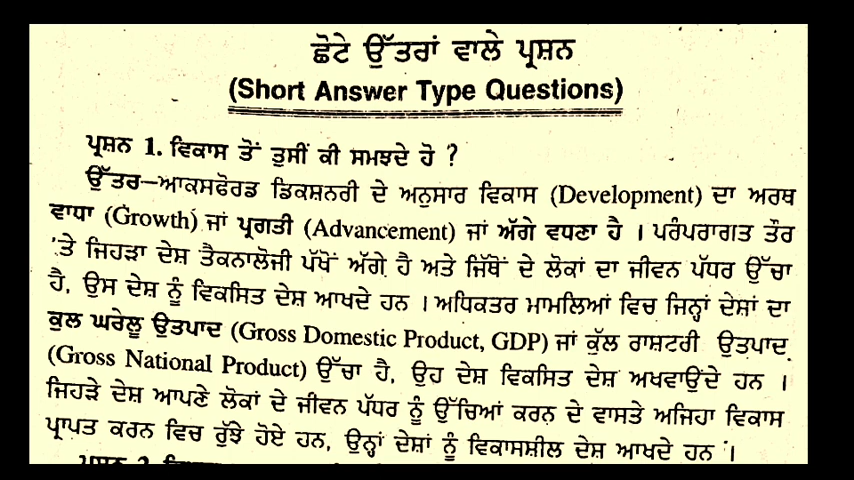 ਛੋਟੇ ਉੱਤਰਾਂ ਵਾਲੇ ਪ੍ਰਸ਼ਨ
(Short Answer Type Questions)
ਪ੍ਰਸ਼ਨ 1. ਵਿਕਾਸ ਤੋਂ ਤੁਸੀਂ ਕੀ ਸਮਝਦੇ ਹੋ ?
ਉੱਤਰ—ਆਕਸਫੋਰਡ ਡਿਕਸ਼ਨਰੀ ਦੇ ਅਨੁਸਾਰ ਵਿਕਾਸ (Development) ਦਾ ਅਰਥ
ਵਾਧਾ (Growth) ਜਾਂ ਪ੍ਰਗਤੀ (Advancement) ਜਾਂ ਅੱਗੇ ਵਧਣਾ ਹੈ । ਪਰੰਪਰਾਗਤ ਤੌਰ
'ਤੇ ਜਿਹੜਾ ਦੇਸ਼ ਤੈਕਨਾਲੋਜੀ ਪੱਖੋਂ ਅੱਗੇ ਹੈ ਅਤੇ ਜਿੱਥੋਂ ਦੇ ਲੋਕਾਂ ਦਾ ਜੀਵਨ ਪੱਧਰ ਉੱਚਾ
ਹੈ, ਉਸ ਦੇਸ਼ ਨੂੰ ਵਿਕਸਿਤ ਦੇਸ਼ ਆਖਦੇ ਹਨ । ਅਧਿਕਤਰ ਮਾਮਲਿਆਂ ਵਿਚ ਜਿਨ੍ਹਾਂ ਦੇਸ਼ਾਂ ਦਾ
ਕੁਲ ਘਰੇਲੂ ਉਤਪਾਦ (Gross Domestic Product, GDP) ਜਾਂ ਕੁੱਲ ਰਾਸ਼ਟਰੀ ਉਤਪਾਦ
(Gross National Product) ਉੱਚਾ ਹੈ, ਉਹ ਦੇਸ਼ ਵਿਕਸਿਤ ਦੇਸ਼ ਅਖਵਾਉਂਦੇ ਹਨ ।
ਜਿਹੜੇ ਦੇਸ਼ ਆਪਣੇ ਲੋਕਾਂ ਦੇ ਜੀਵਨ ਪੱਧਰ ਨੂੰ ਉੱਚਿਆਂ ਕਰਨ ਦੇ ਵਾਸਤੇ ਅਜਿਹਾ ਵਿਕਾਸ
ਪ੍ਰਾਪਤ ਕਰਨ ਵਿਚ ਰੁੱਝੇ ਹੋਏ ਹਨ, ਉਨ੍ਹਾਂ ਦੇਸ਼ਾਂ ਨੂੰ ਵਿਕਾਸਸ਼ੀਲ ਦੇਸ਼ ਆਖਦੇ ਹਨ ।